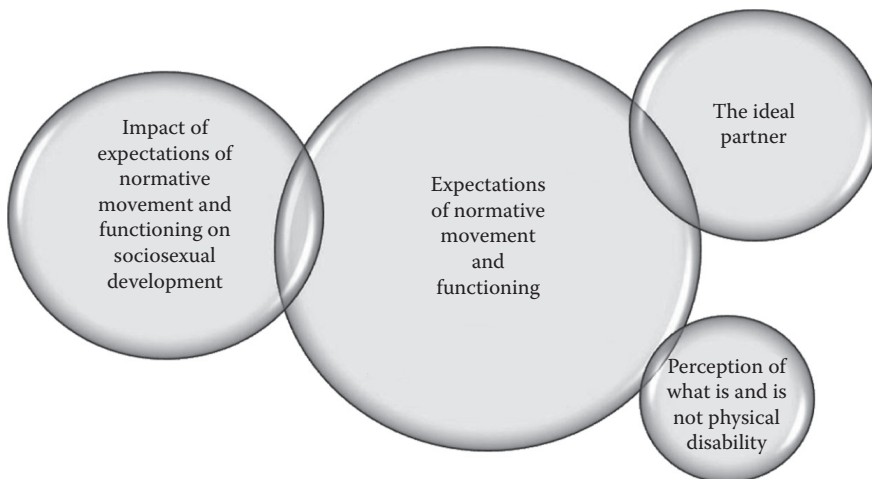 Impact of
expectations of
normative
movement and
functioning on
sociosexual
development
Expectations
of normative
movement
and
functioning
The ideal
partner
Perception of
what is and is
not physical
disability